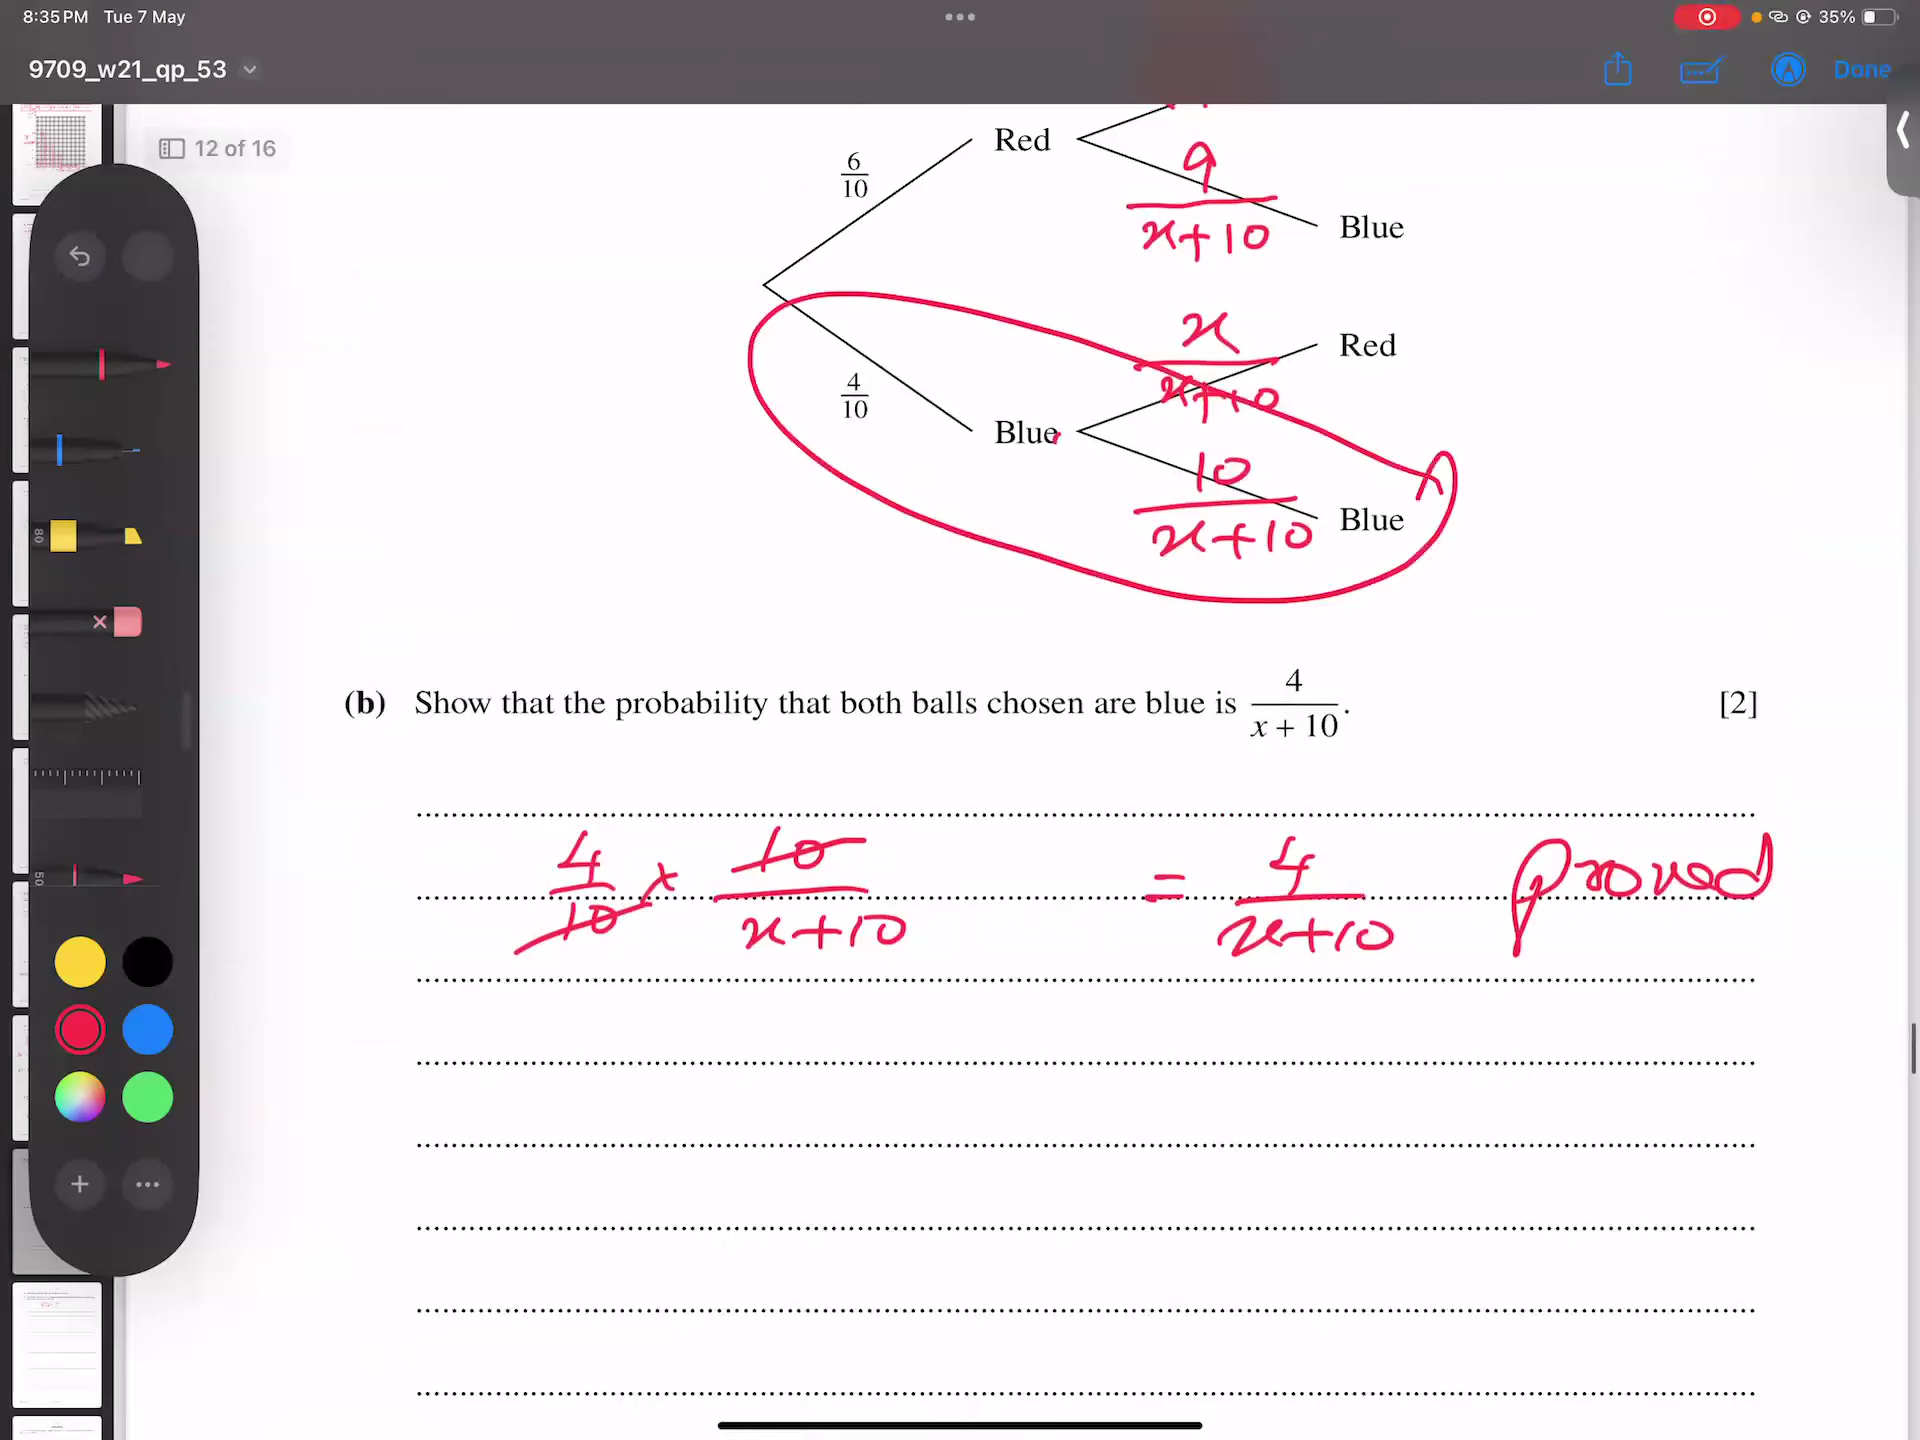 8:35 PM Tue 7 May
35%
9709_w21_qp_53
Done
12 of 16
6/10
Red
9/x+10
Blue
x/x+10
Red
4/10
Blue
10/x+10
Blue
(b) Show that the probability that both balls chosen are blue is 4/x + 10. [2]
4/10 × 10/x+10 = 4/x+10 proved
80
50